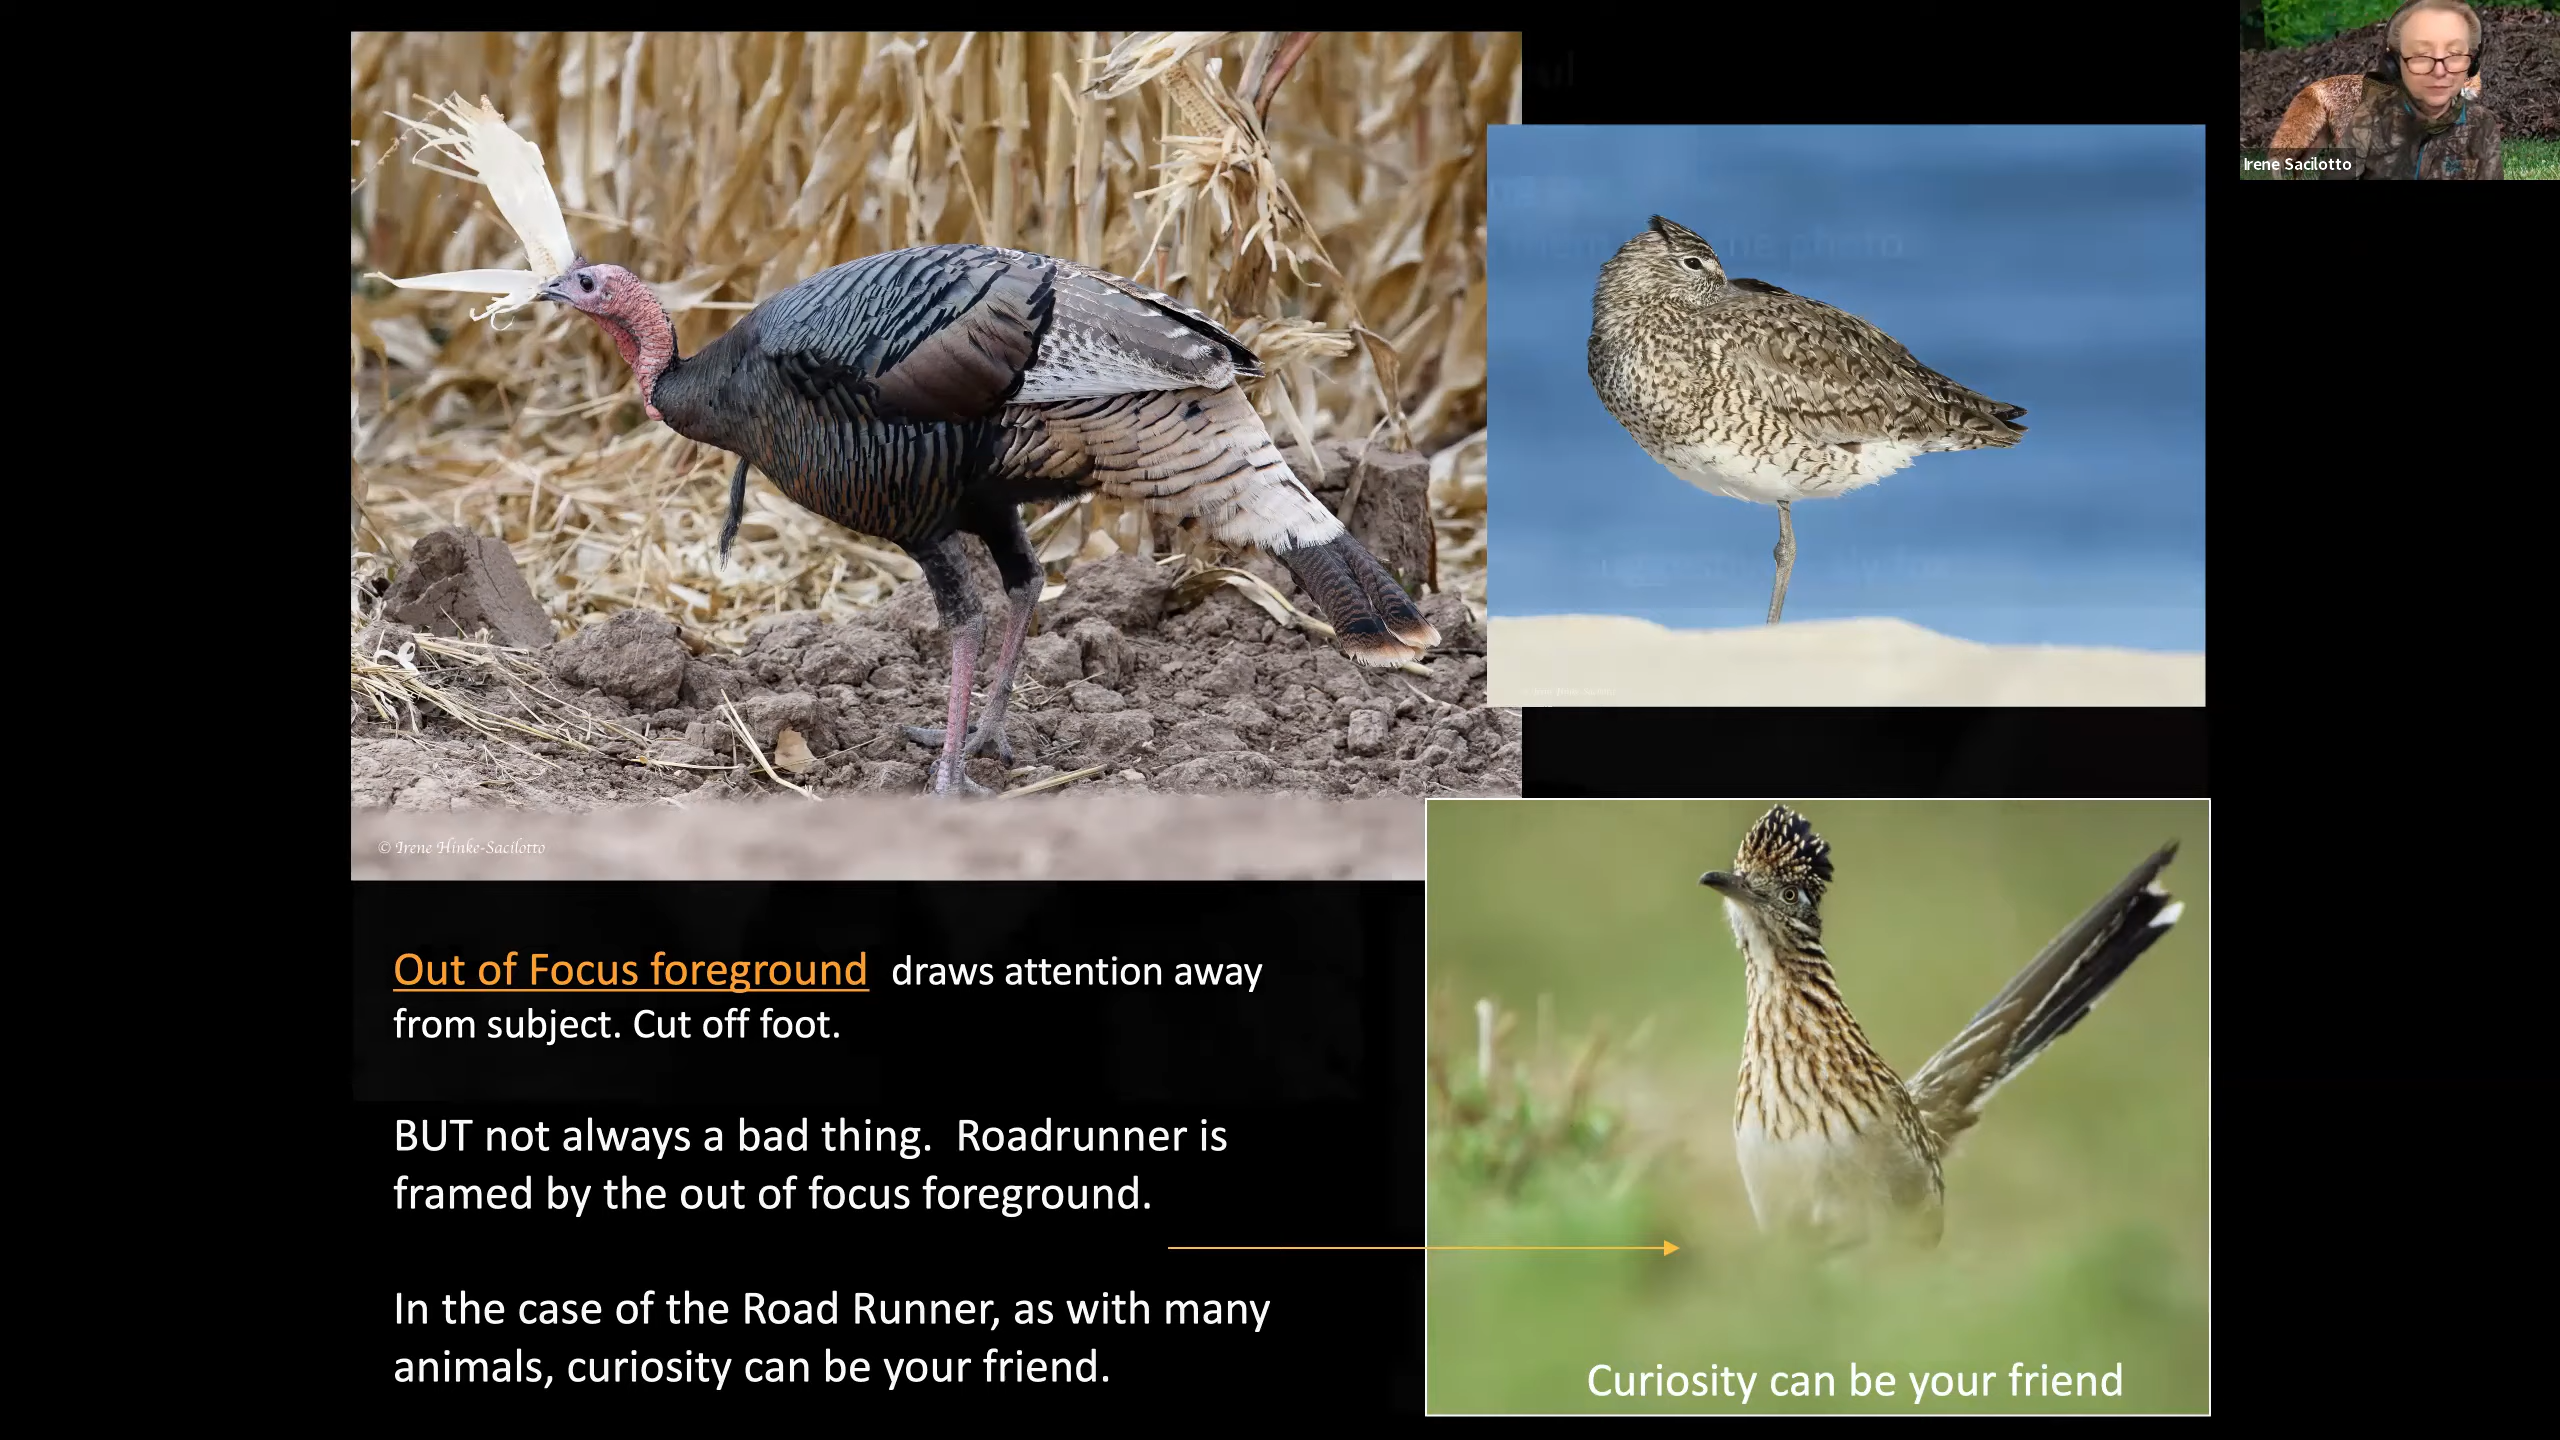 Irene Sacilotto
© Irene Hinke-Sacilotto
Out of Focus foreground draws attention away
from subject. Cut off foot.
BUT not always a bad thing. Roadrunner is
framed by the out of focus foreground.
In the case of the Road Runner, as with many
animals, curiosity can be your friend.
Curiosity can be your friend